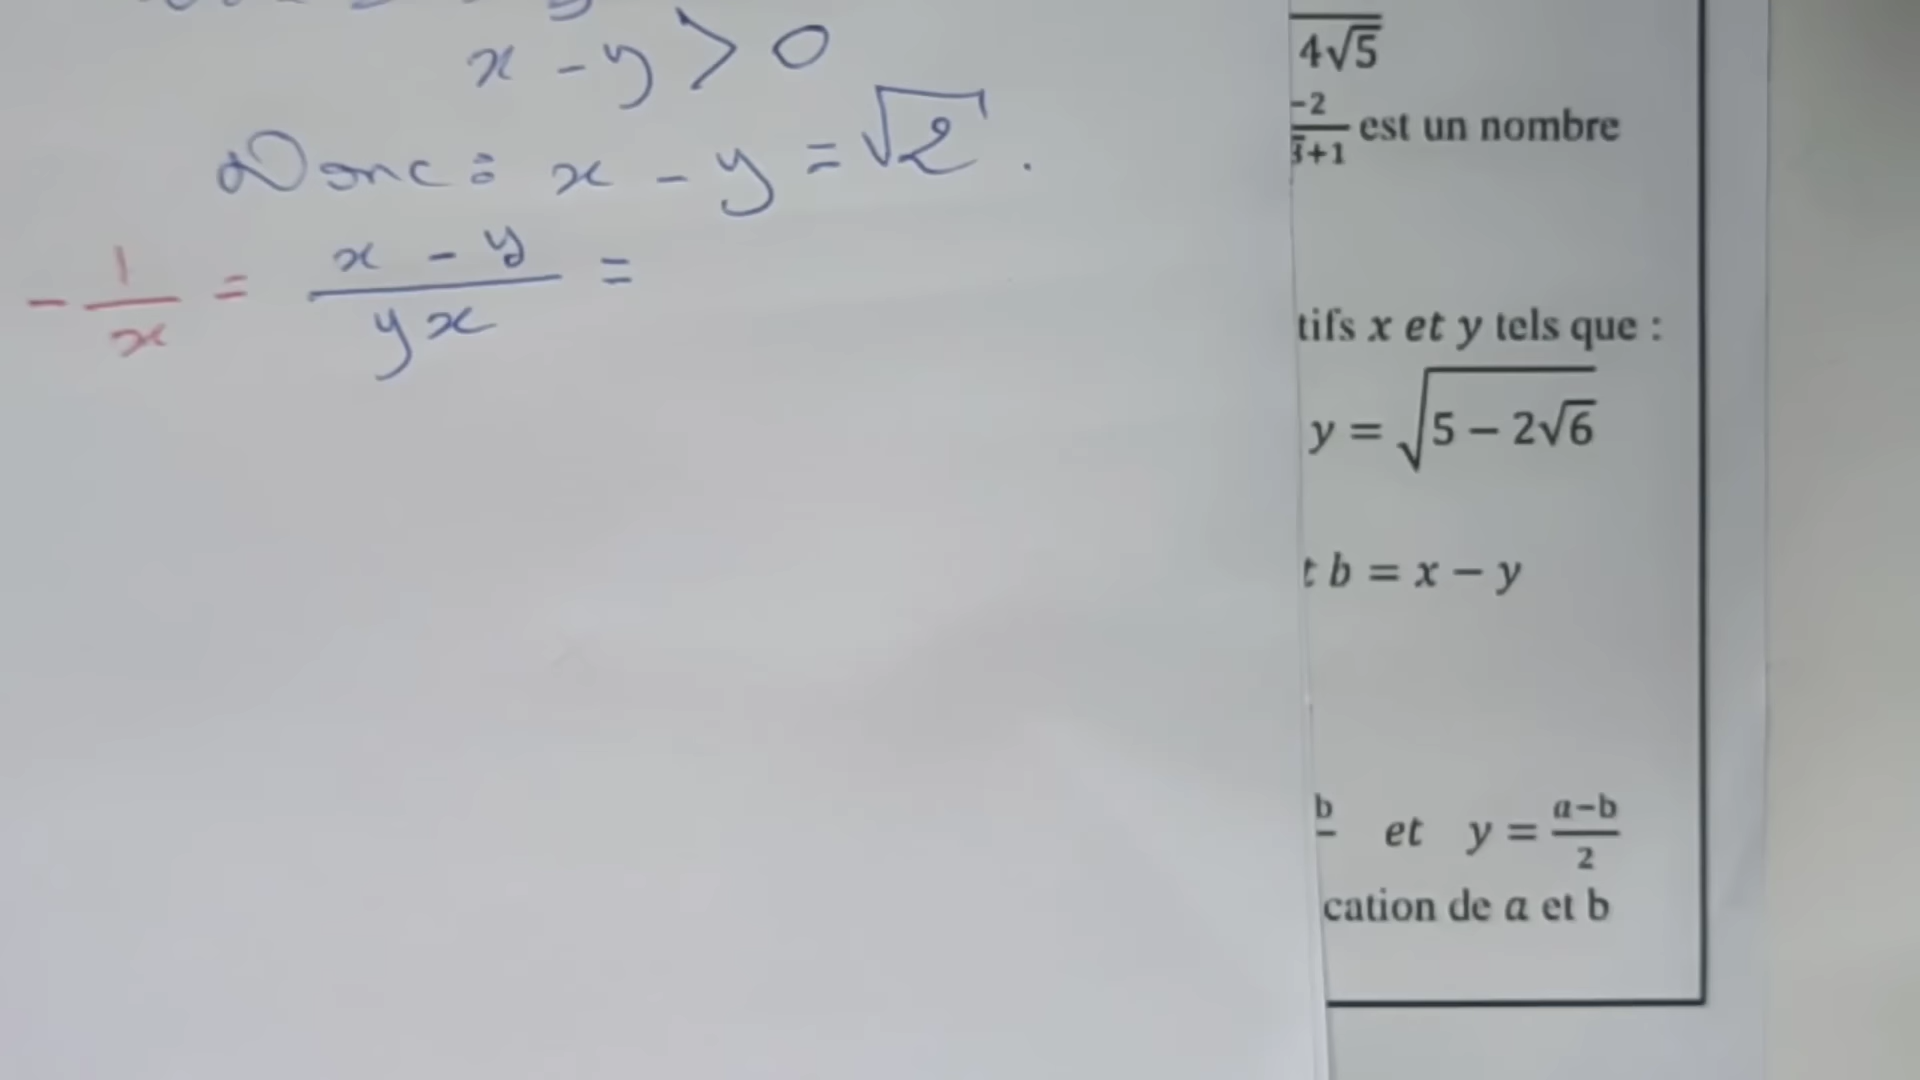 x - y > 0
Donc : x - y = √2 .
- 1/x = (x - y)/(yx) =
4√5
-2/(√3+1) est un nombre
tifs x et y tels que :
y = √(5 - 2√6)
t b = x - y
b et y = (a-b)/2
cation de a et b